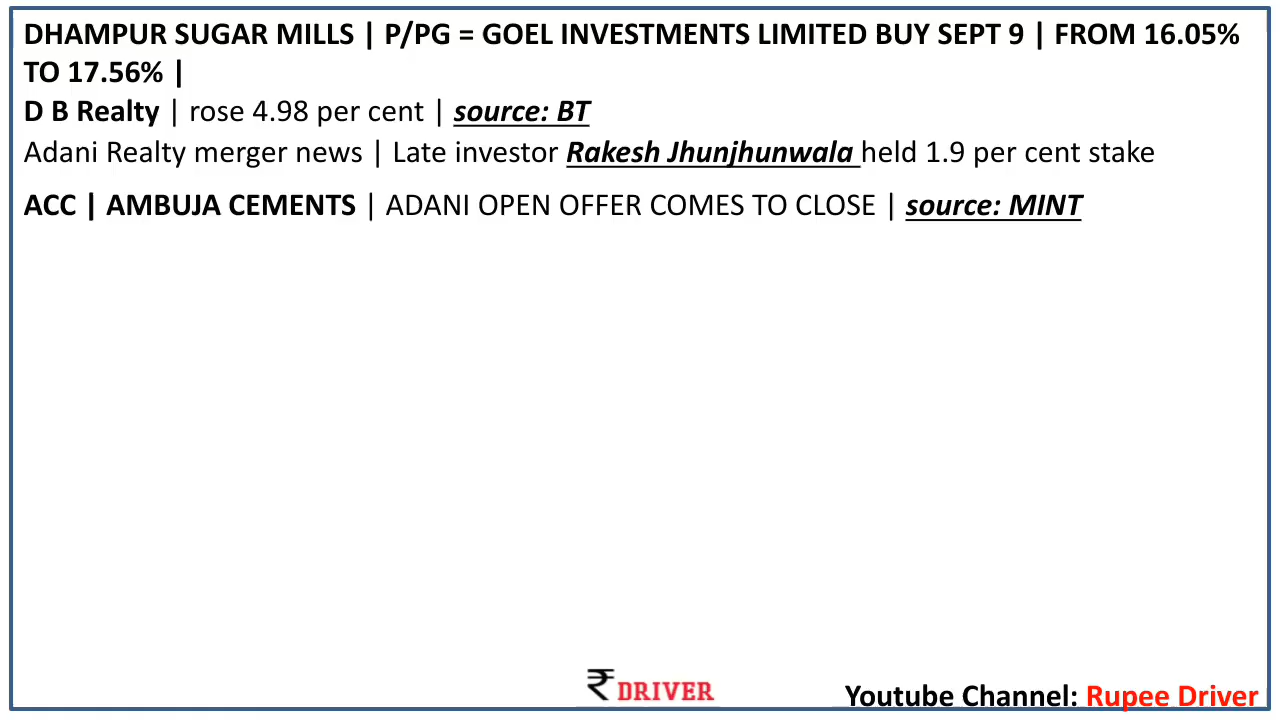 DHAMPUR SUGAR MILLS | P/PG = GOEL INVESTMENTS LIMITED BUY SEPT 9 | FROM 16.05%
TO 17.56% |
D B Realty | rose 4.98 per cent | source: BT
Adani Realty merger news | Late investor Rakesh Jhunjhunwala held 1.9 per cent stake
ACC | AMBUJA CEMENTS | ADANI OPEN OFFER COMES TO CLOSE | source: MINT
₹ DRIVER
Youtube Channel: Rupee Driver